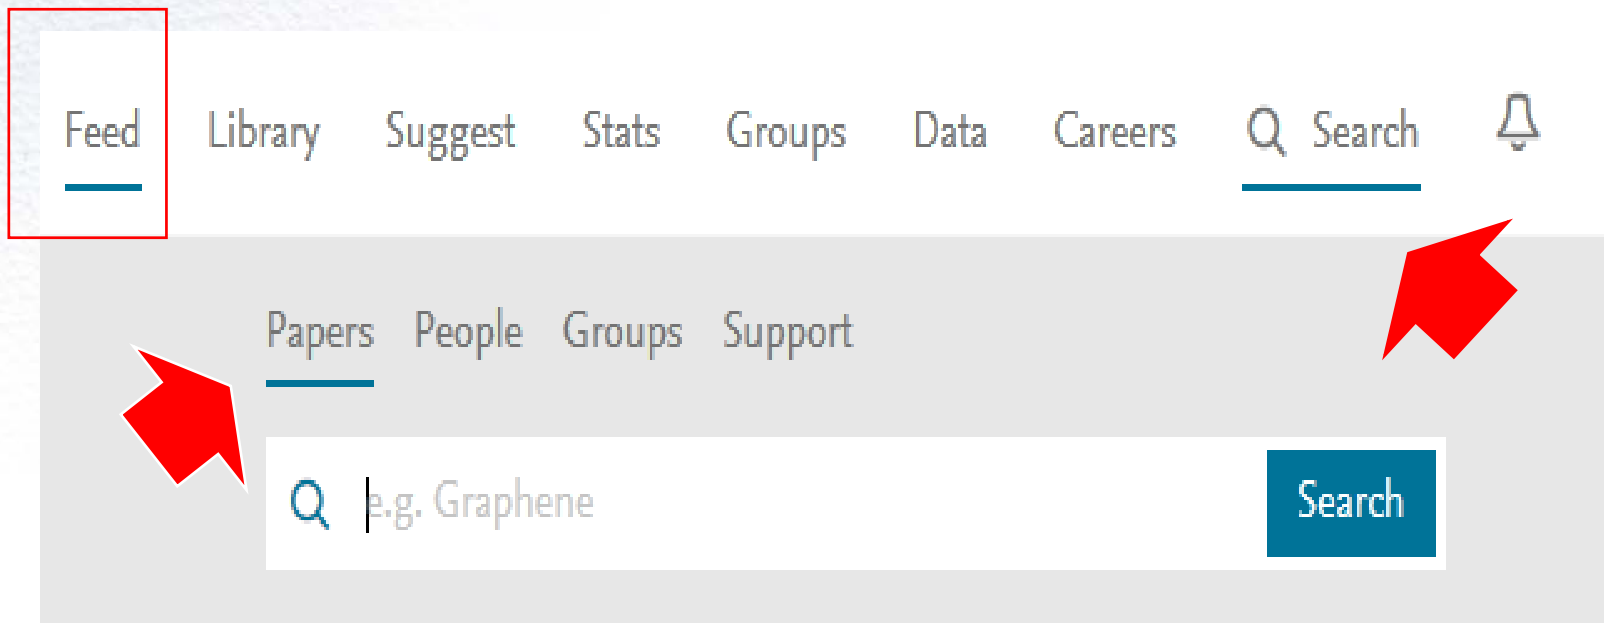 Feed Library Suggest Stats Groups Data Careers Search
Papers People Groups Support
e.g. Graphene Search